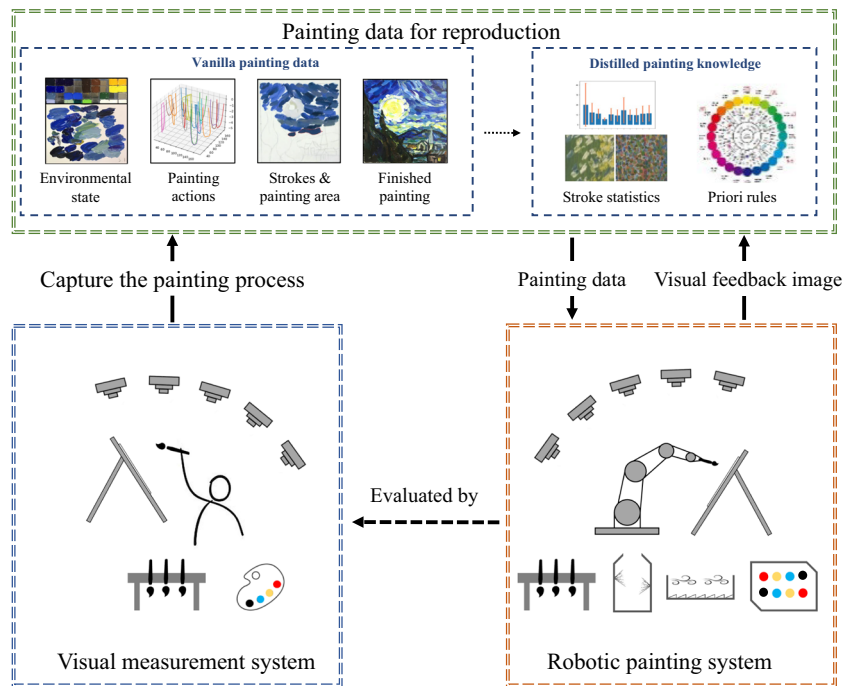 Painting data for reproduction
Vanilla painting data
Distilled painting knowledge
Environmental
state
Painting
actions
Strokes &
painting area
Finished
painting
Stroke statistics
Priori rules
Capture the painting process
Painting data
Visual feedback image
Evaluated by
Visual measurement system
Robotic painting system